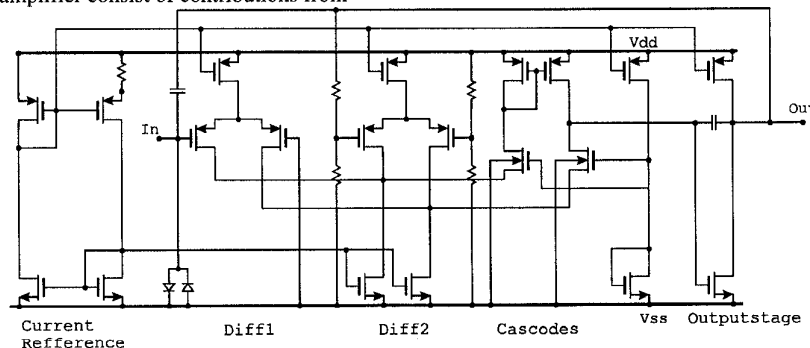 amplifier consist of contributions from
Vdd
In
Out
Current
Refference
Diff1
Diff2
Cascodes
Vss
Outputstage